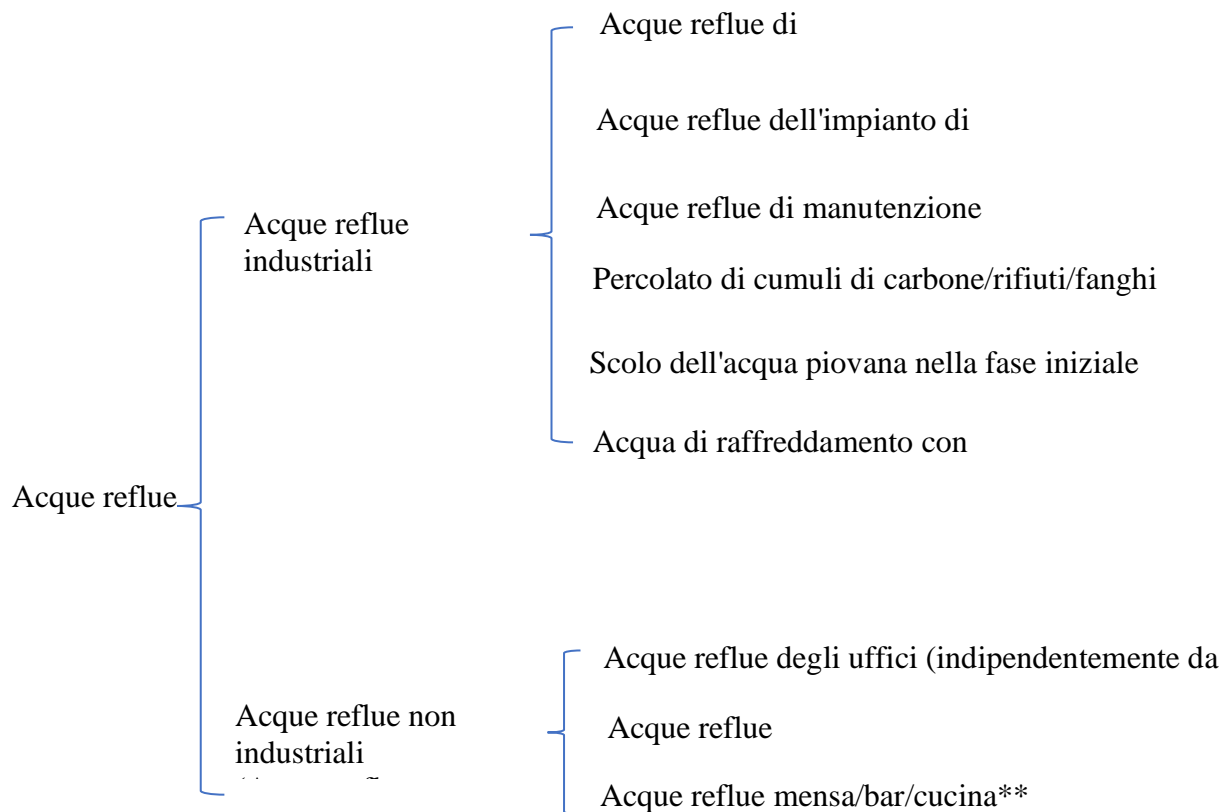 Acque reflue di
Acque reflue dell'impianto di
Acque reflue
industriali
Acque reflue di manutenzione
Percolato di cumuli di carbone/rifiuti/fanghi
Scolo dell'acqua piovana nella fase iniziale
Acqua di raffreddamento con
Acque reflue
Acque reflue non
industriali
Acque reflue degli uffici (indipendentemente da
Acque reflue
Acque reflue mensa/bar/cucina**